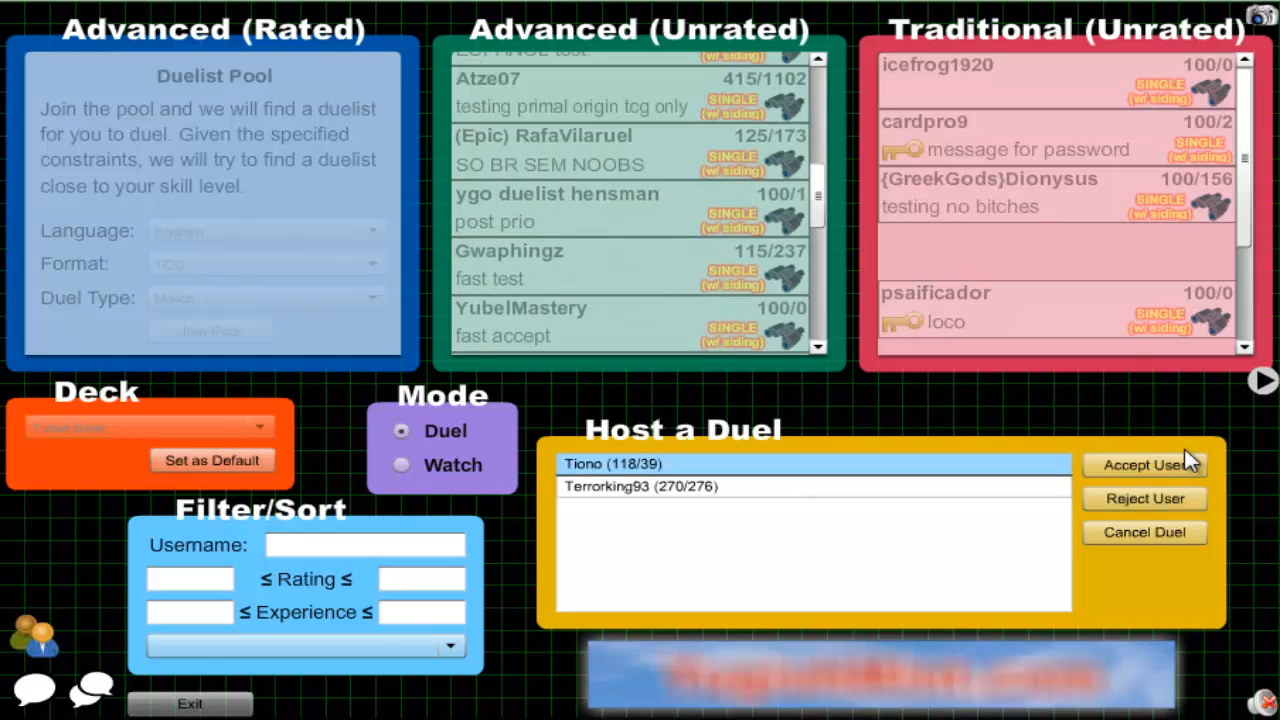 Advanced (Rated)
Duelist Pool
Join the pool and we will find a duelist
for you to duel. Given the specified
constraints, we will try to find a duelist
close to your skill level.
Language: English
Format: TCG
Duel Type: Match
Join Pool
Advanced (Unrated)
Atze07 415/1102
testing primal origin tcg only SINGLE (w/ siding)
(Epic) RafaVilaruel 125/173
SO BR SEM NOOBS SINGLE (w/ siding)
ygo duelist hensman 100/1
post prio SINGLE (w/ siding)
Gwaphingz 115/237
fast test SINGLE (w/ siding)
YubelMastery 100/0
fast accept SINGLE (w/ siding)
Traditional (Unrated)
icefrog1920 100/0
SINGLE (w/ siding)
cardpro9 100/2
message for password SINGLE (w/ siding)
{GreekGods}Dionysus 100/156
testing no bitches SINGLE (w/ siding)
psaificador 100/0
loco SINGLE (w/ siding)
Deck
Set as Default
Mode
Duel
Watch
Filter/Sort
Username:
≤ Rating ≤
≤ Experience ≤
Host a Duel
Tiono (118/39)
Terrorking93 (270/276)
Accept User
Reject User
Cancel Duel
Exit